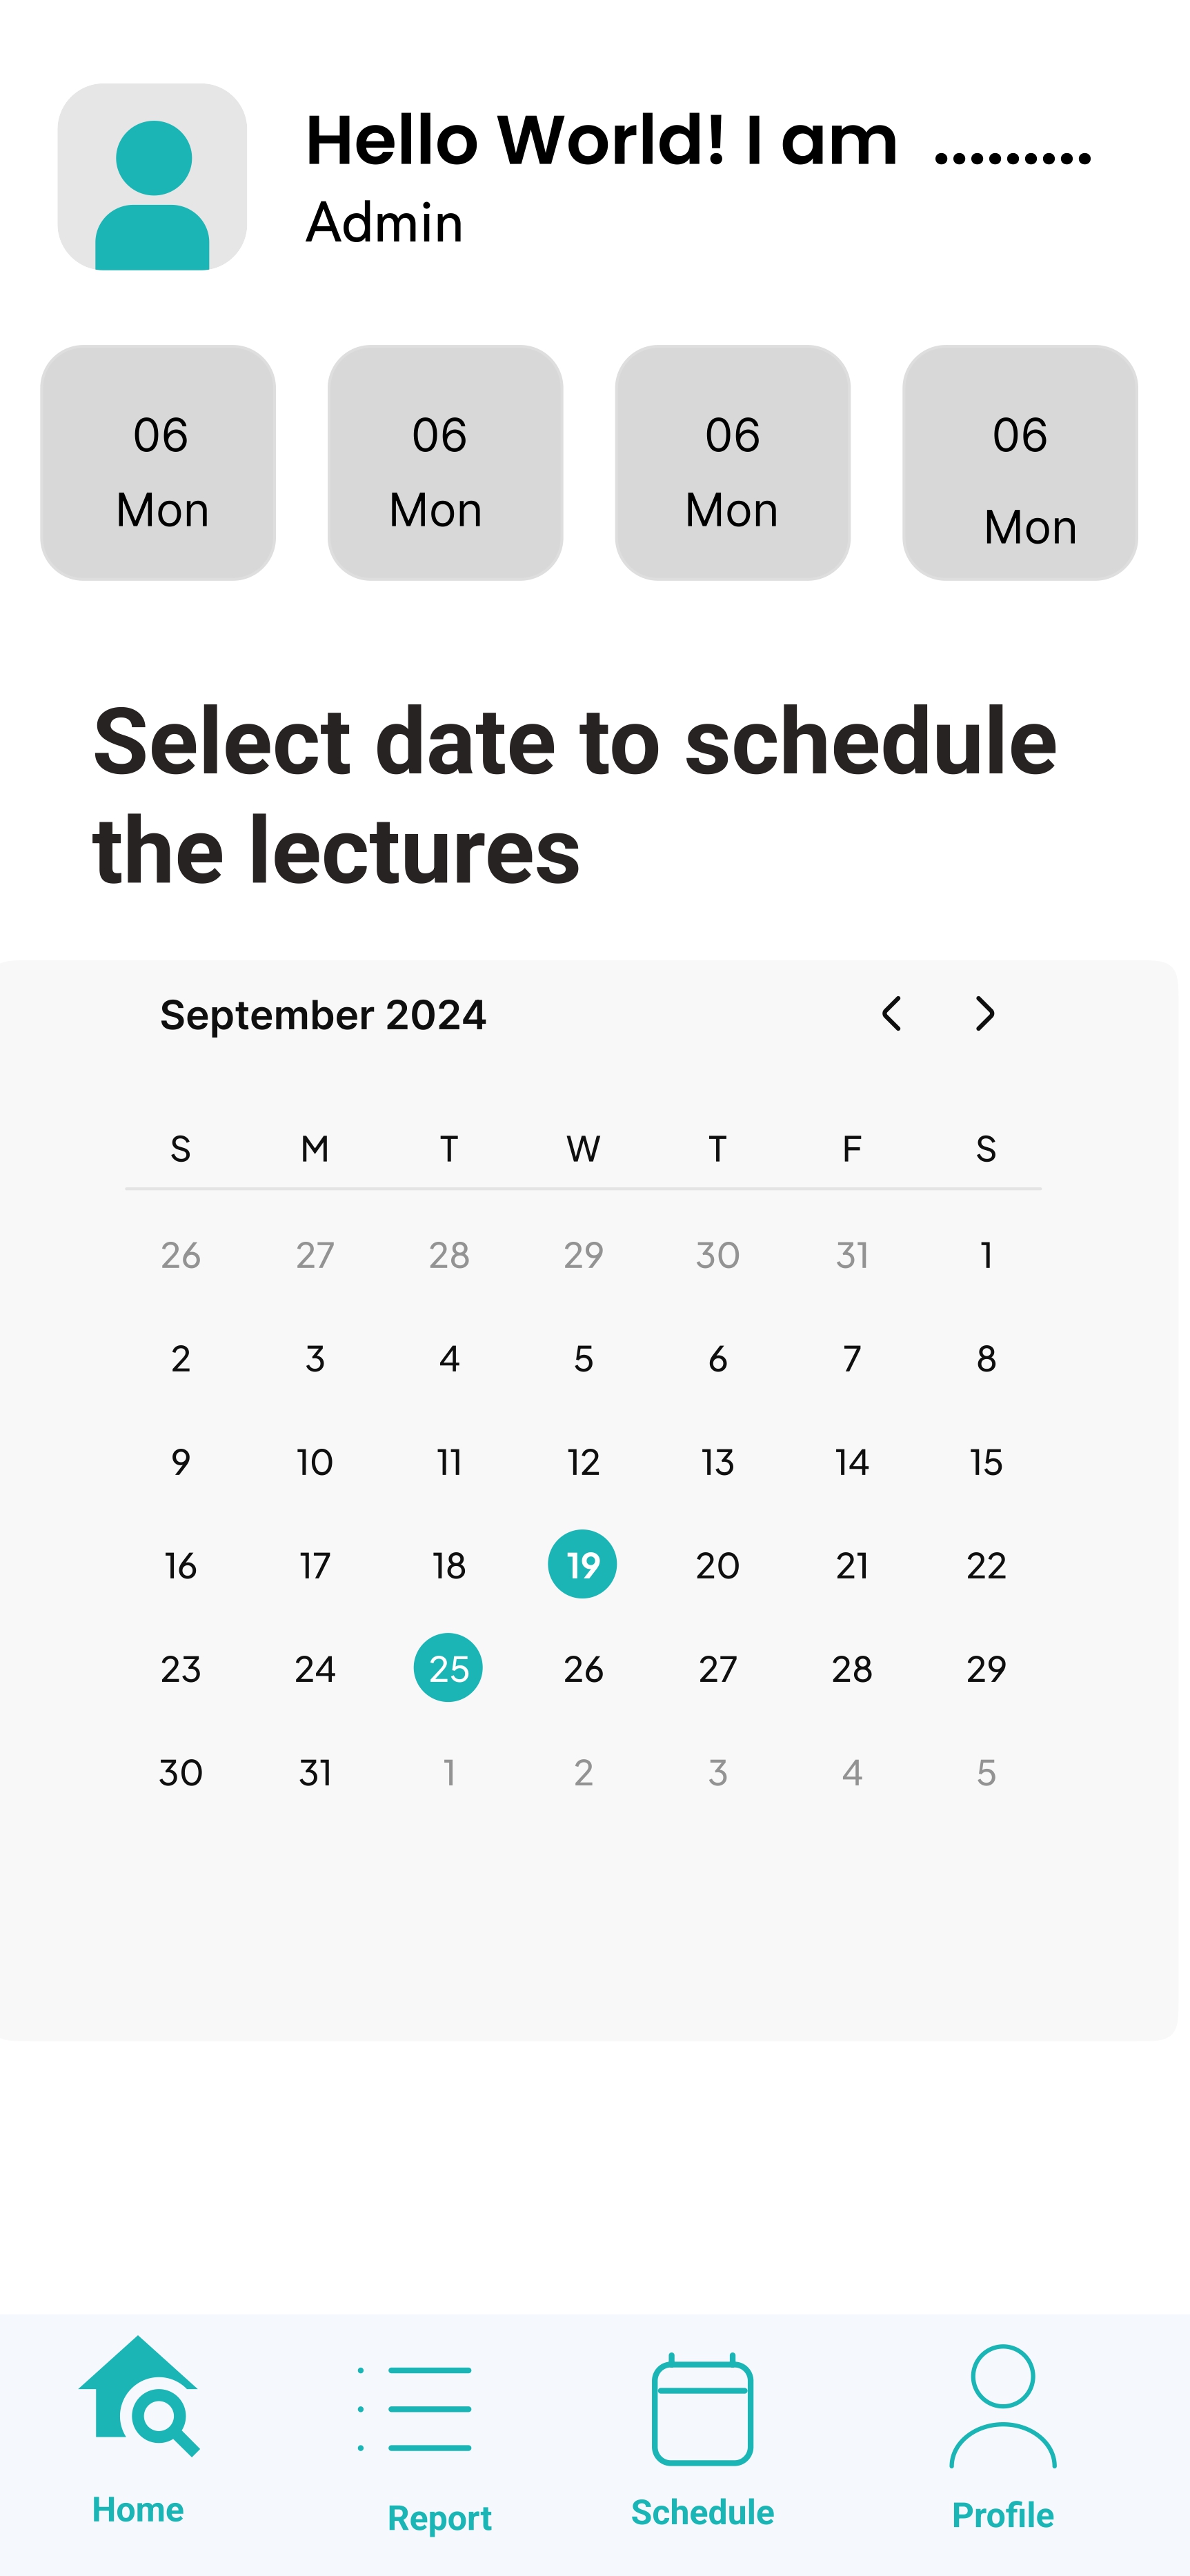 Hello World! I am .........
Admin
06 06 06 06
Mon Mon Mon Mon
Select date to schedule
the lectures
September 2024
S M T W T F S
26 27 28 29 30 31 1
2 3 4 5 6 7 8
9 10 11 12 13 14 15
16 17 18 19 20 21 22
23 24 25 26 27 28 29
30 31 1 2 3 4 5
Home Report Schedule Profile